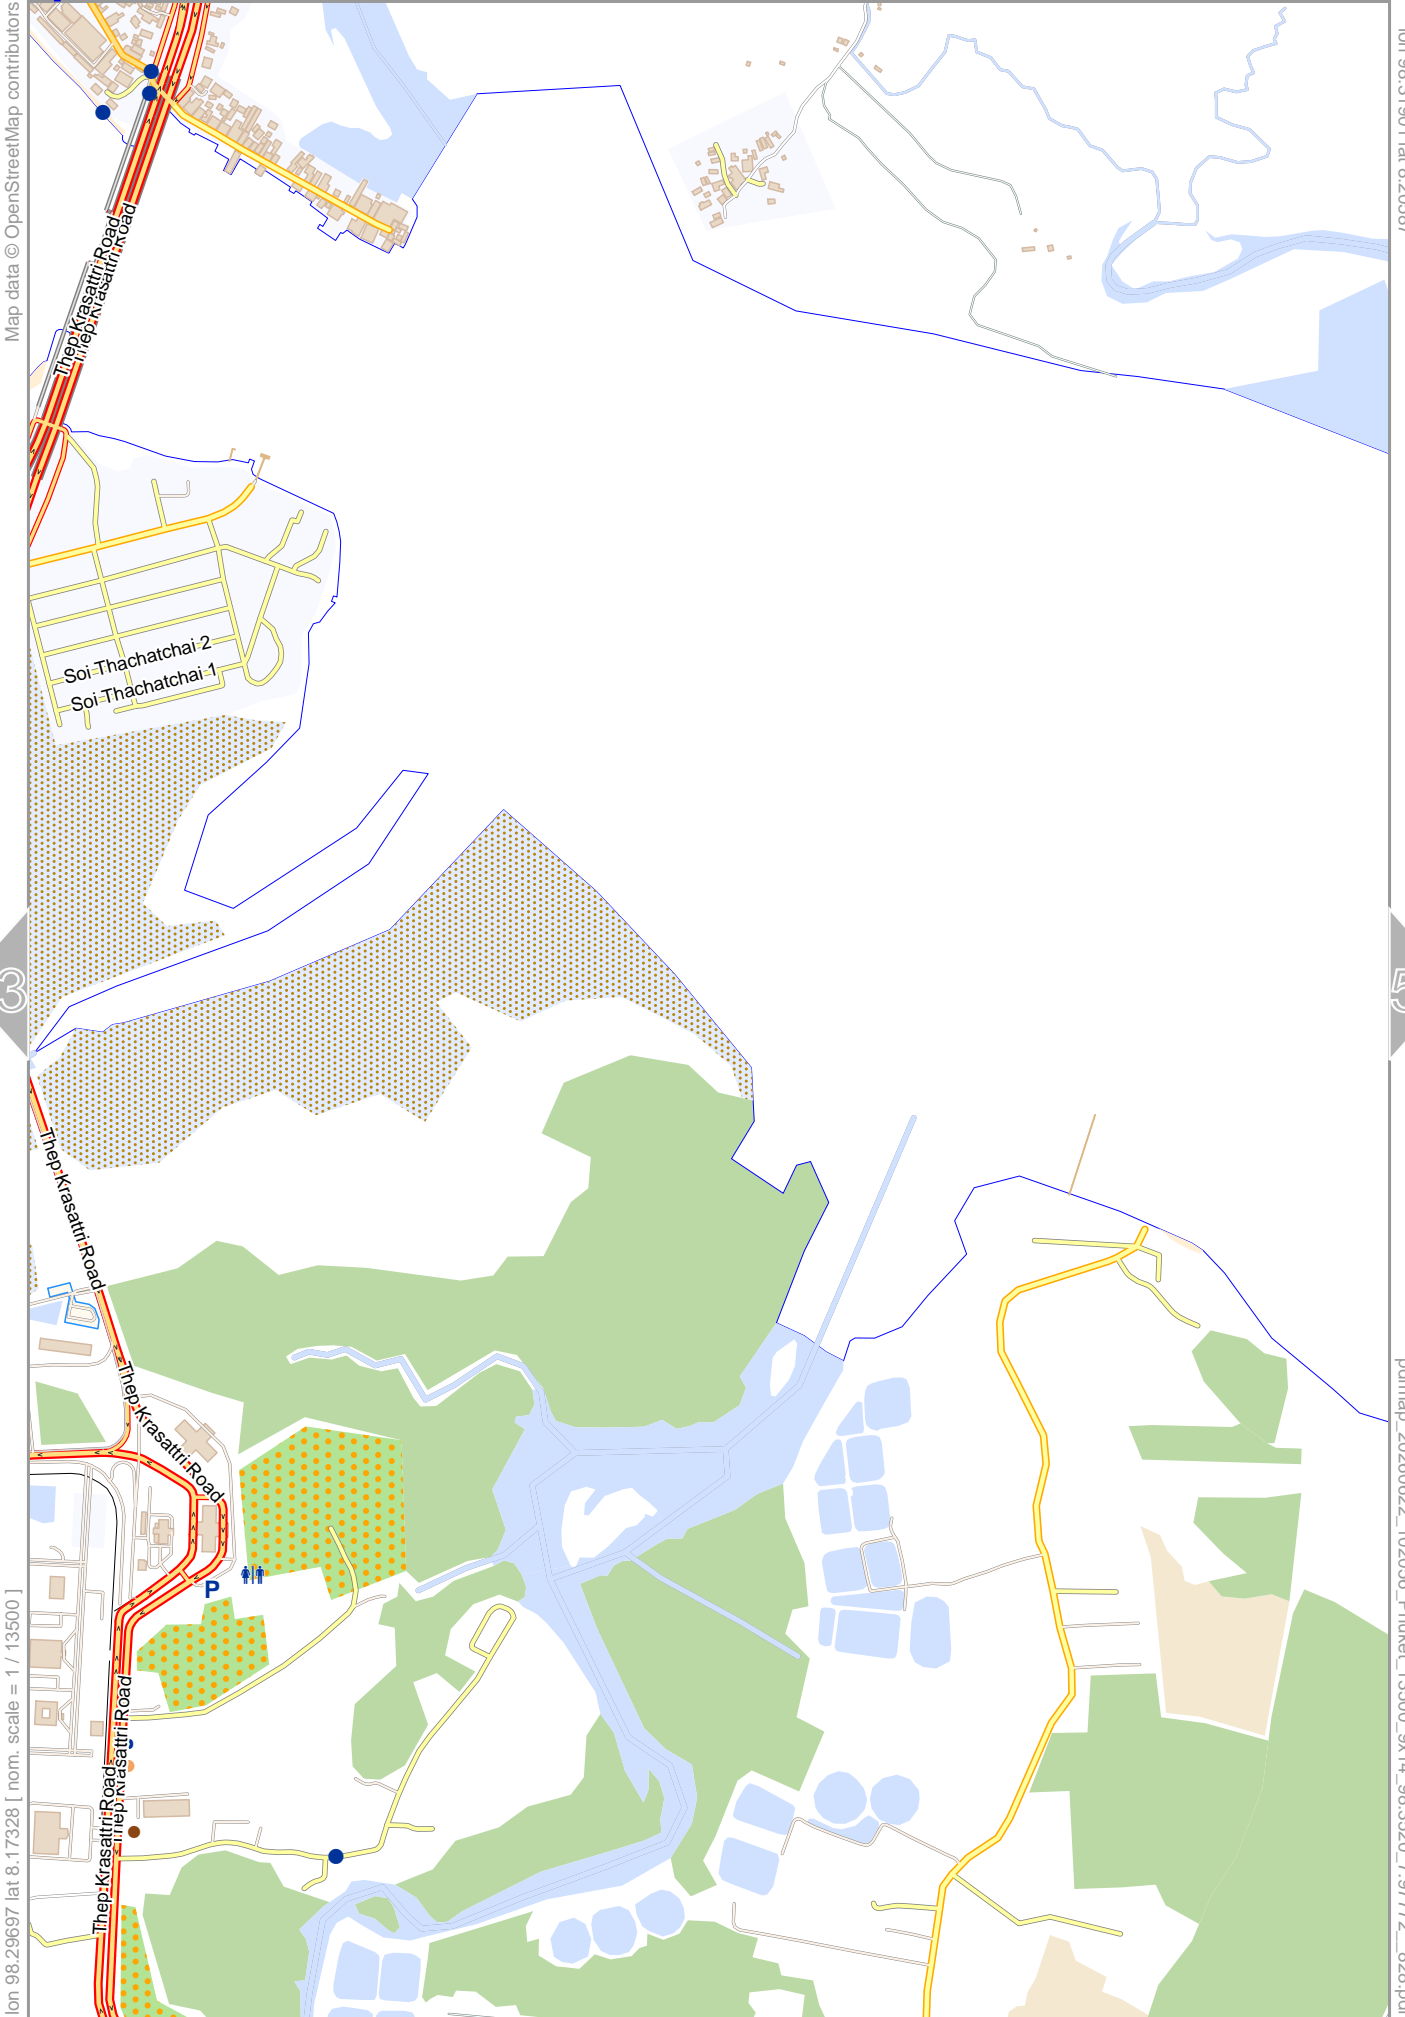 Map data © OpenStreetMap contributors
Thep Krasattri Road
Thep Krasattri Road
Soi Thachatchai 2
Soi Thachatchai 1
3
5
Thep Krasattri Road
Thep Krasattri Road
P
Thep Krasattri Road
Thep Krasattri Road
lon 98.29697 lat 8.17328 [ nom. scale = 1 / 13500 ]